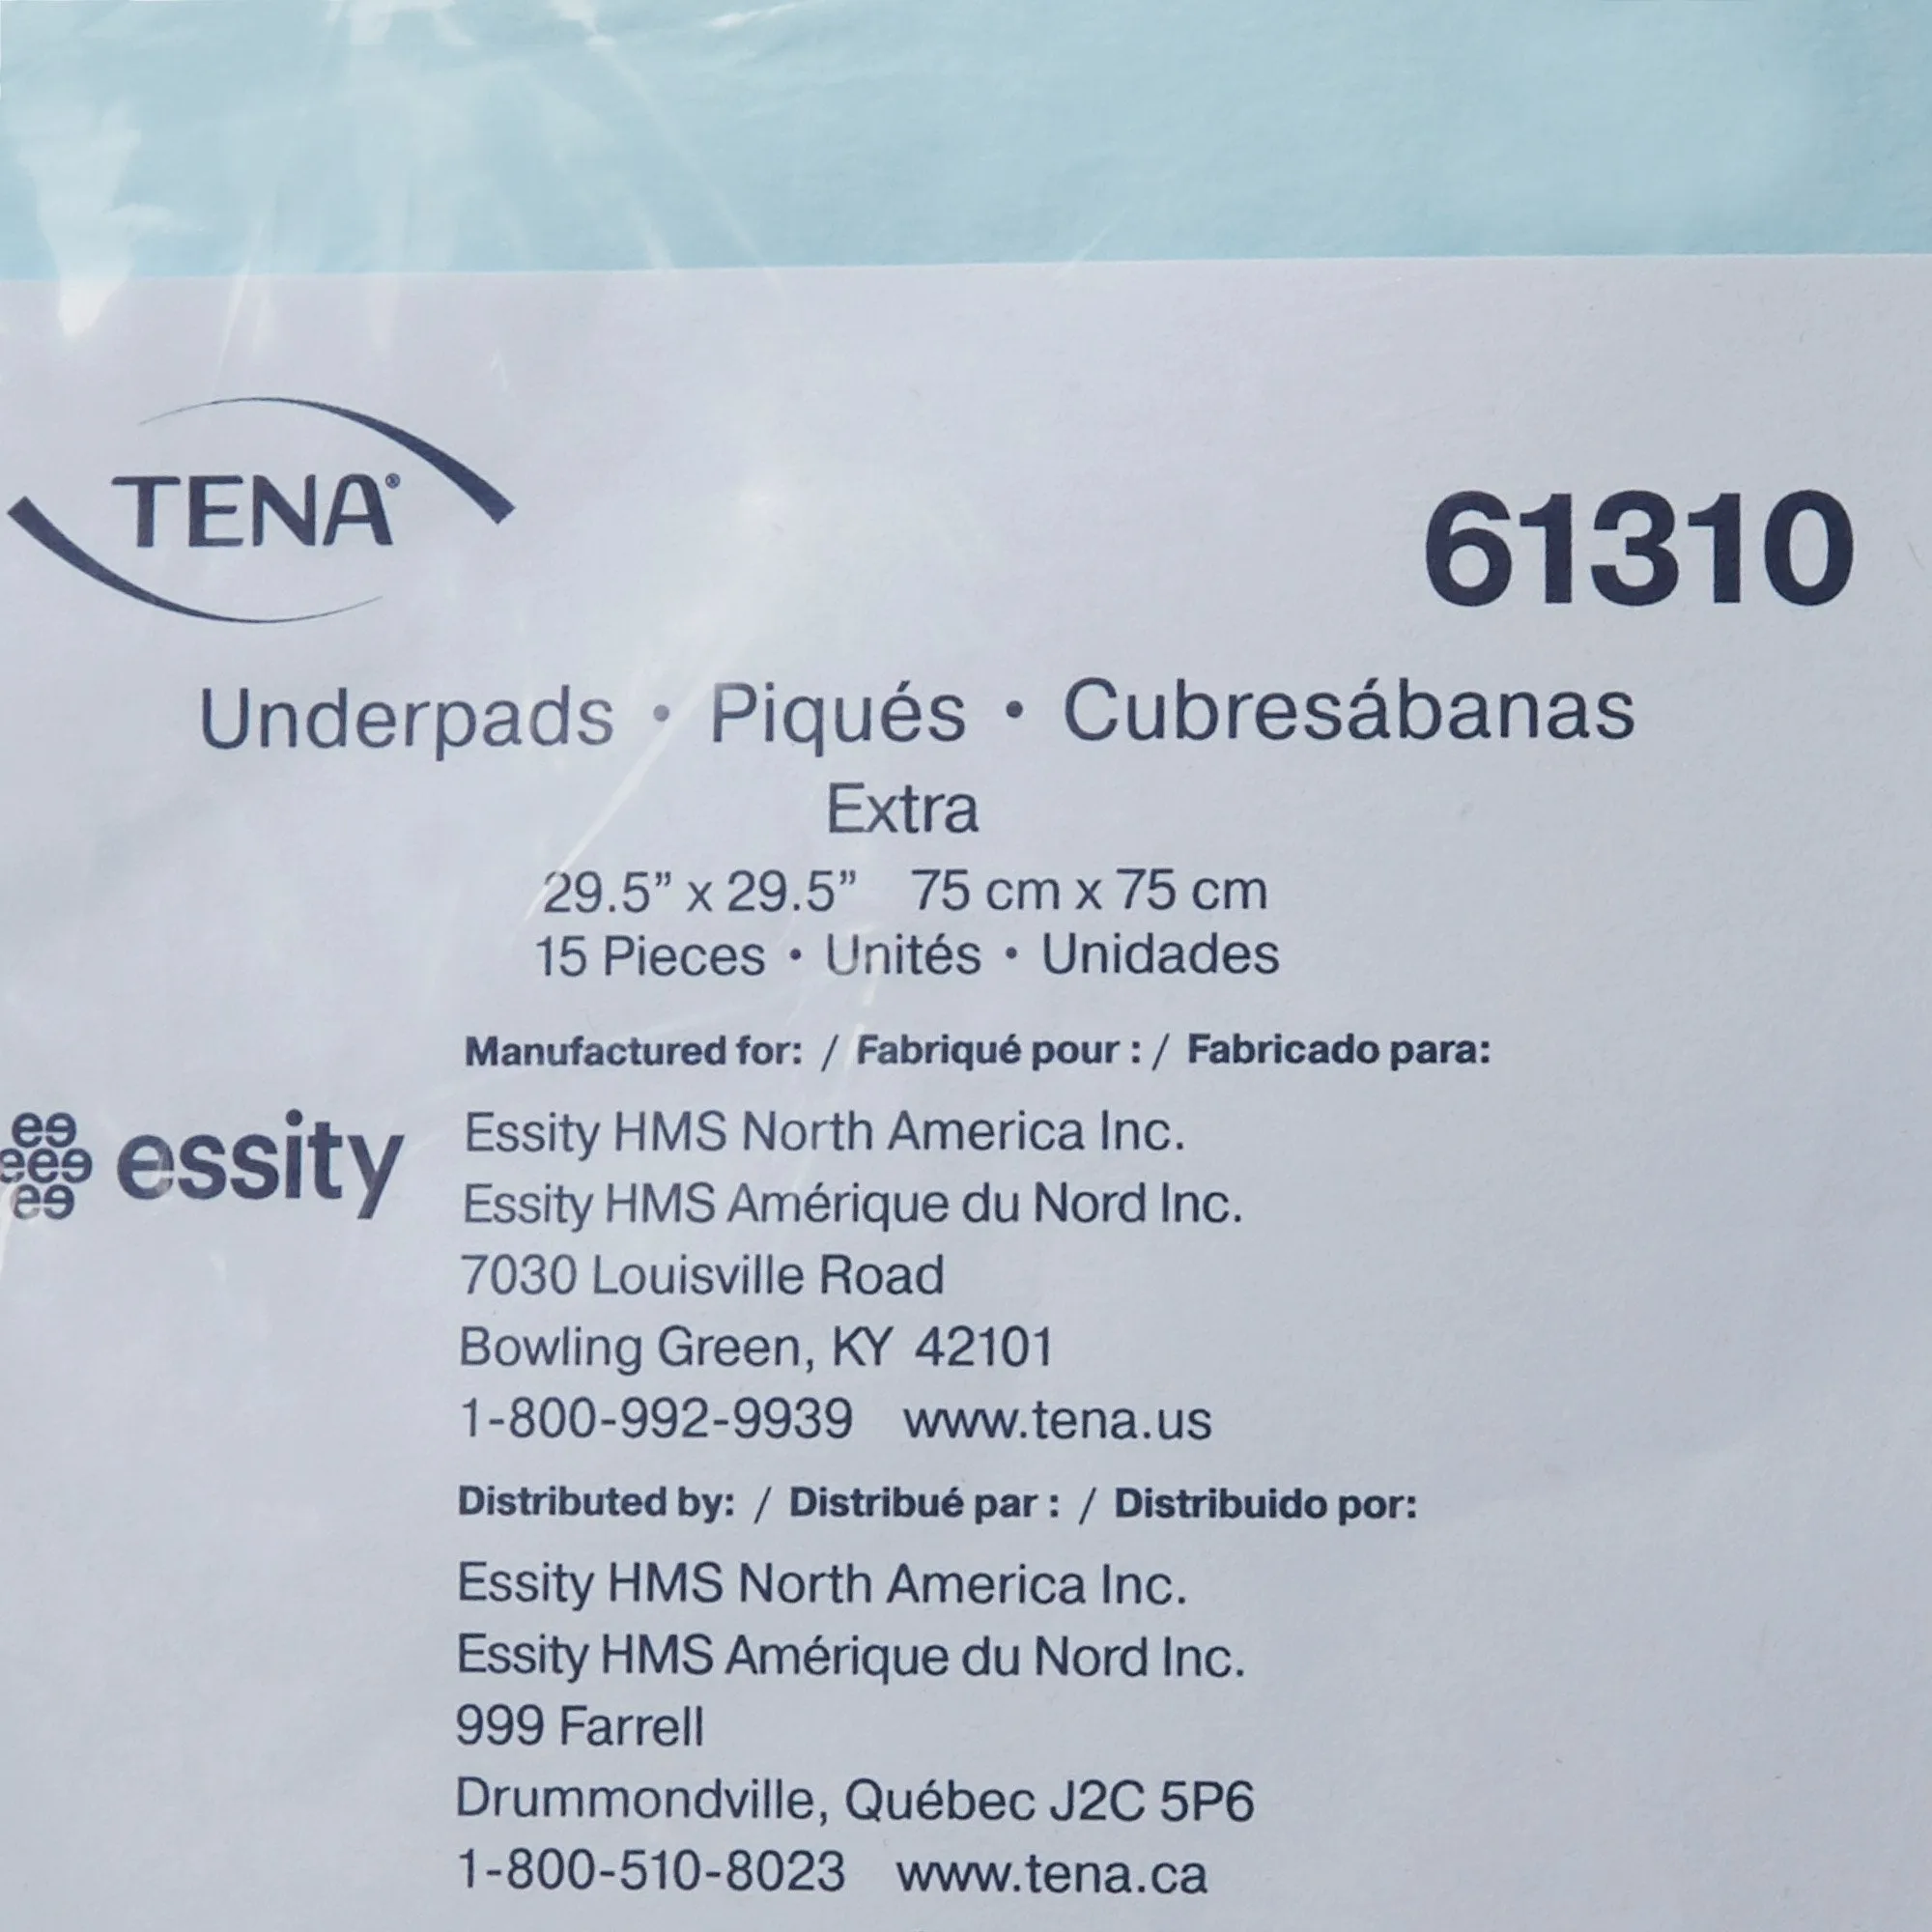 TENA®
61310
Underpads • Piqués • Cubresábanas
Extra
29.5” x 29.5” 75 cm x 75 cm
15 Pieces • Unités • Unidades
Manufactured for: / Fabriqué pour : / Fabricado para:
essity
Essity HMS North America Inc.
Essity HMS Amérique du Nord Inc.
7030 Louisville Road
Bowling Green, KY 42101
1-800-992-9939 www.tena.us
Distributed by: / Distribué par : / Distribuido por:
Essity HMS North America Inc.
Essity HMS Amérique du Nord Inc.
999 Farrell
Drummondville, Québec J2C 5P6
1-800-510-8023 www.tena.ca